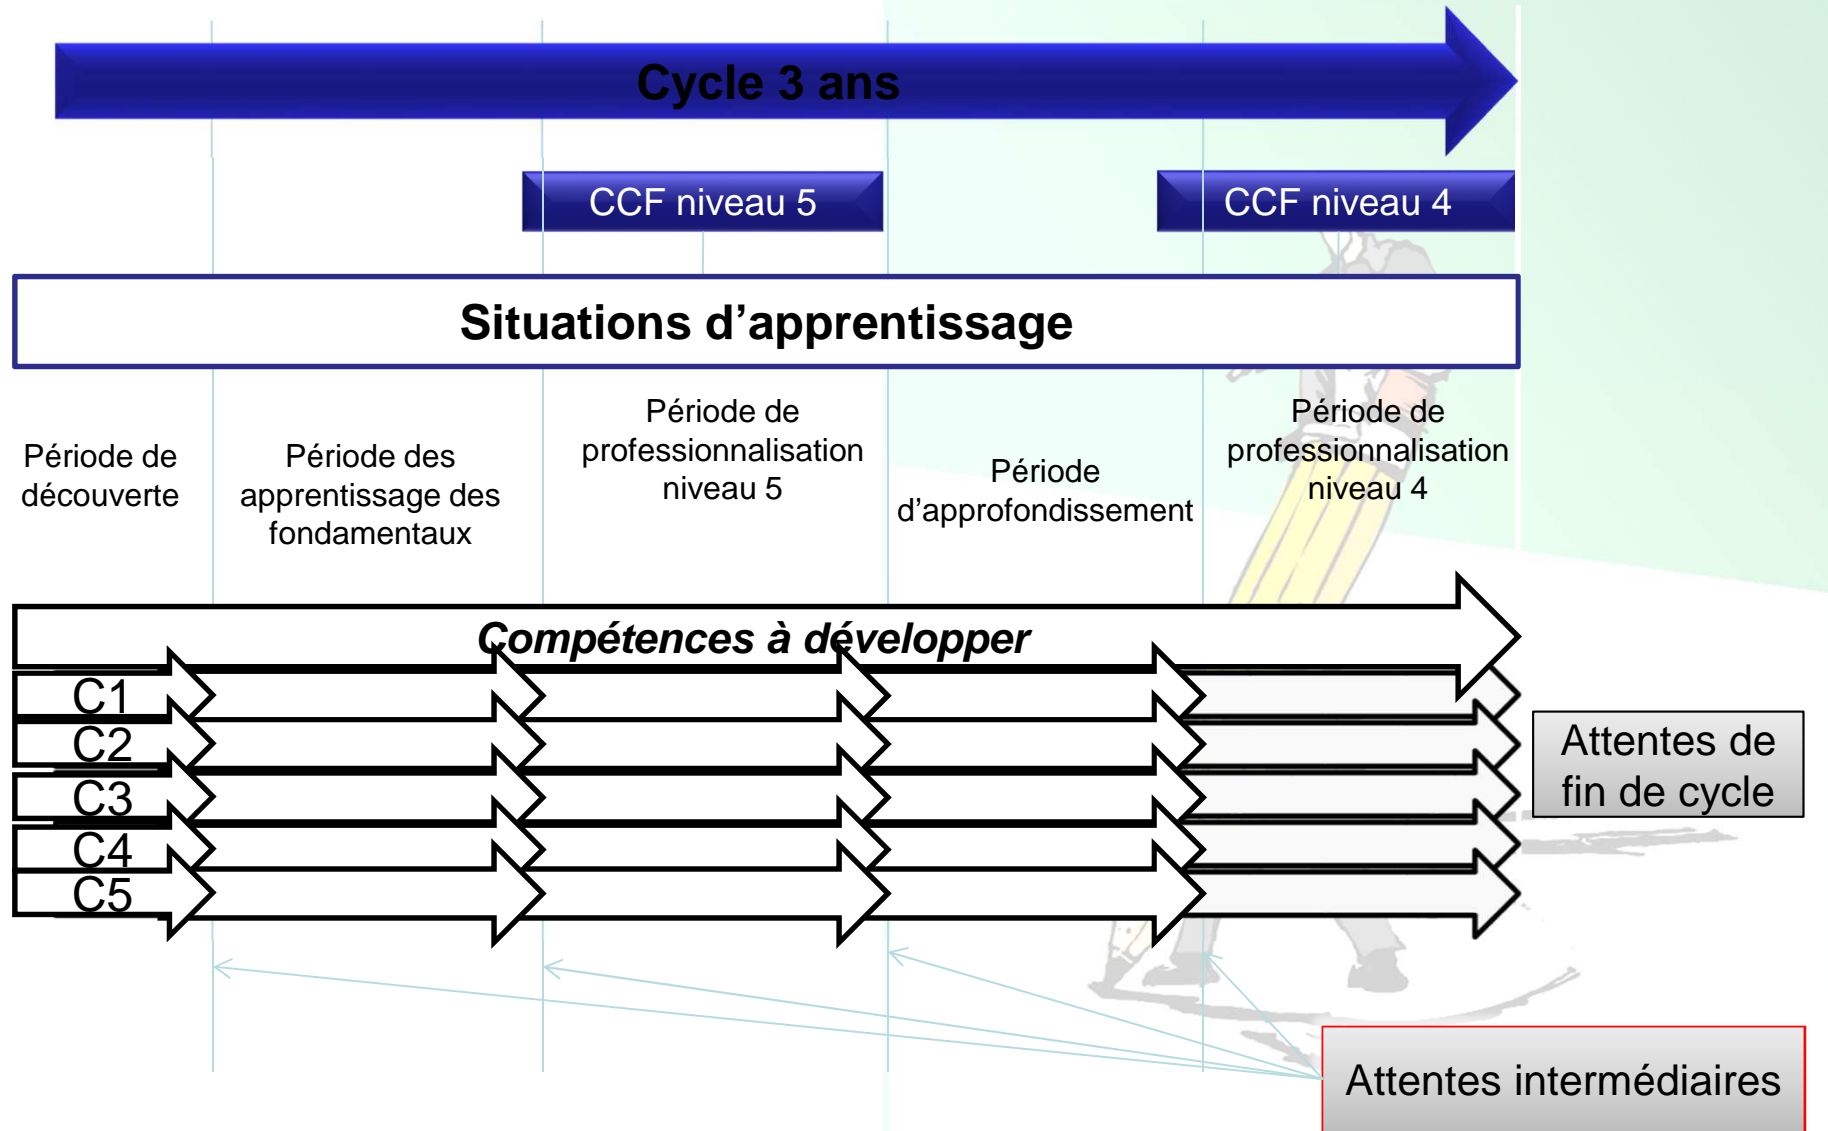 Cycle 3 ans
CCF niveau 5
CCF niveau 4
Situations d’apprentissage
Période de
découverte
Période des
apprentissage des
fondamentaux
Période de
professionnalisation
niveau 5
Période
d’approfondissement
Période de
professionnalisation
niveau 4
Compétences à développer
C1
C2
C3
C4
C5
Attentes de
fin de cycle
Attentes intermédiaires